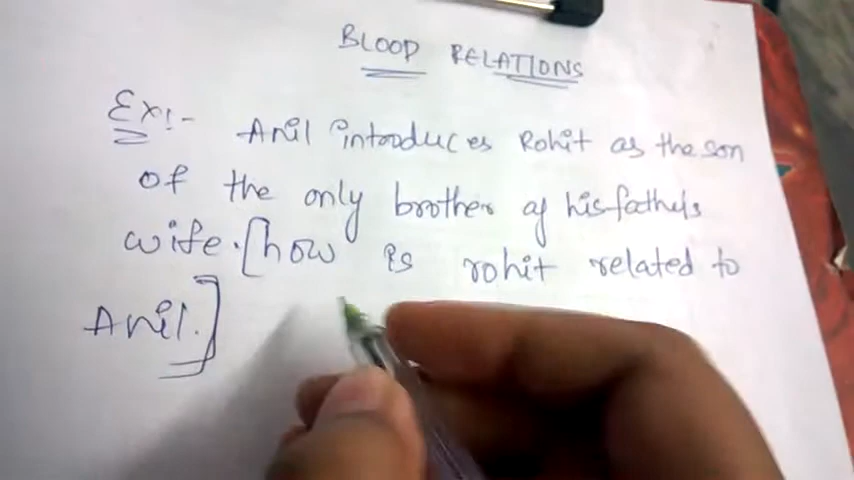 BLOOD RELATIONS
Ex:- Anil introduces Rohit as the son
of the only brother of his father's
wife. [how is rohit related to
Anil.]